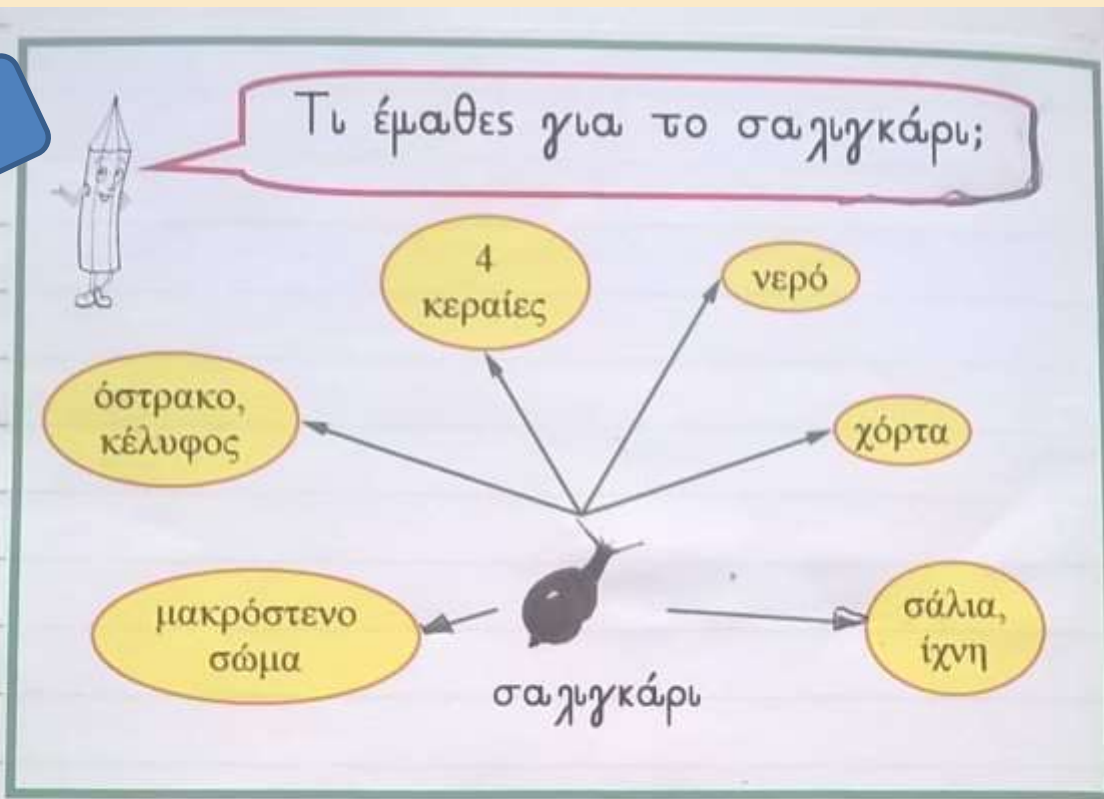 Τι έμαθες για το σαλιγκάρι;
4
κεραίες
νερό
όστρακο,
κέλυφος
χόρτα
μακρόστενο
σώμα
σάλια,
ίχνη
σαλιγκάρι